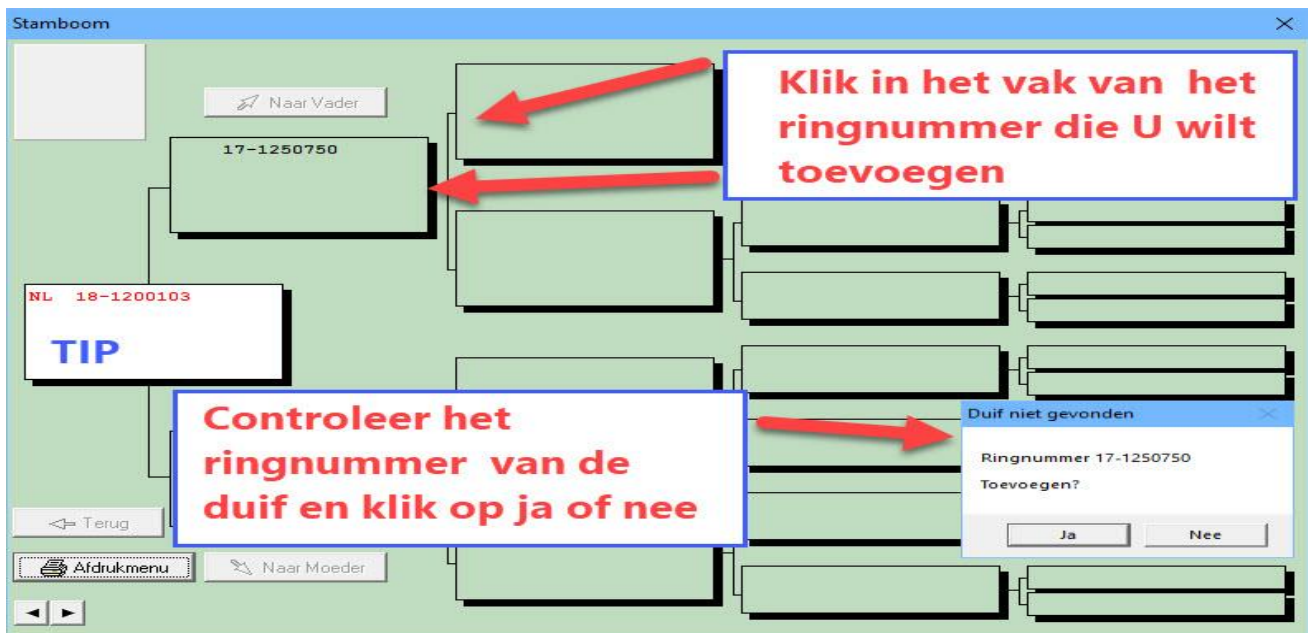 Stamboom
Klik in het vak van het
ringnummer die U wilt
toevoegen
Naar Vader
17-1250750
NL 18-1200103
TIP
Controleer het
ringnummer van de
duif en klik op ja of nee
Duif niet gevonden
Ringnummer 17-1250750
Toevoegen?
Ja Nee
Terug
Afdrukmenu Naar Moeder